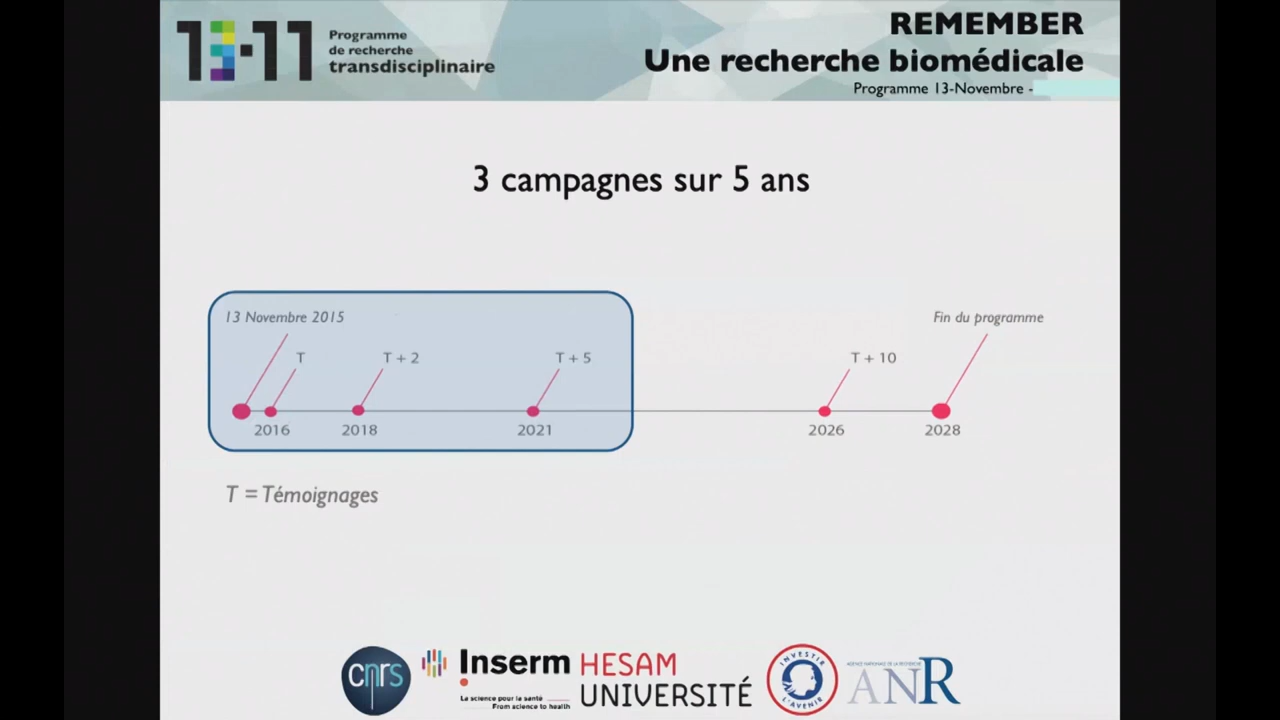 13-11
Programme
de recherche
transdisciplinaire
REMEMBER
Une recherche biomédicale
Programme 13-Novembre -
3 campagnes sur 5 ans
13 Novembre 2015
Fin du programme
T
T + 2
T + 5
T + 10
2016
2018
2021
2026
2028
T = Témoignages
cnrs
Inserm
La science pour la santé
From science to health
HESAM
UNIVERSITÉ
INVESTIR
L'AVENIR
AGENCE NATIONALE DE LA RECHERCHE
ANR